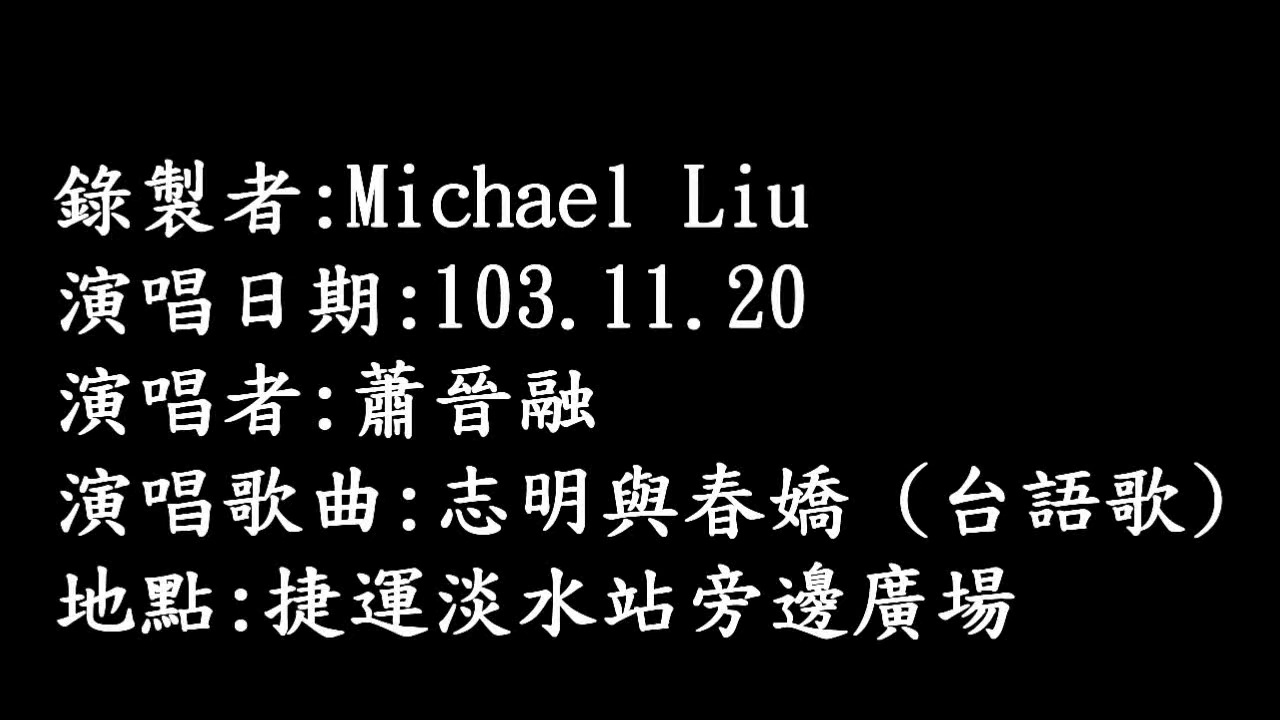 錄製者:Michael Liu
演唱日期:103.11.20
演唱者:蕭晉融
演唱歌曲:志明與春嬌 (台語歌)
地點:捷運淡水站旁邊廣場